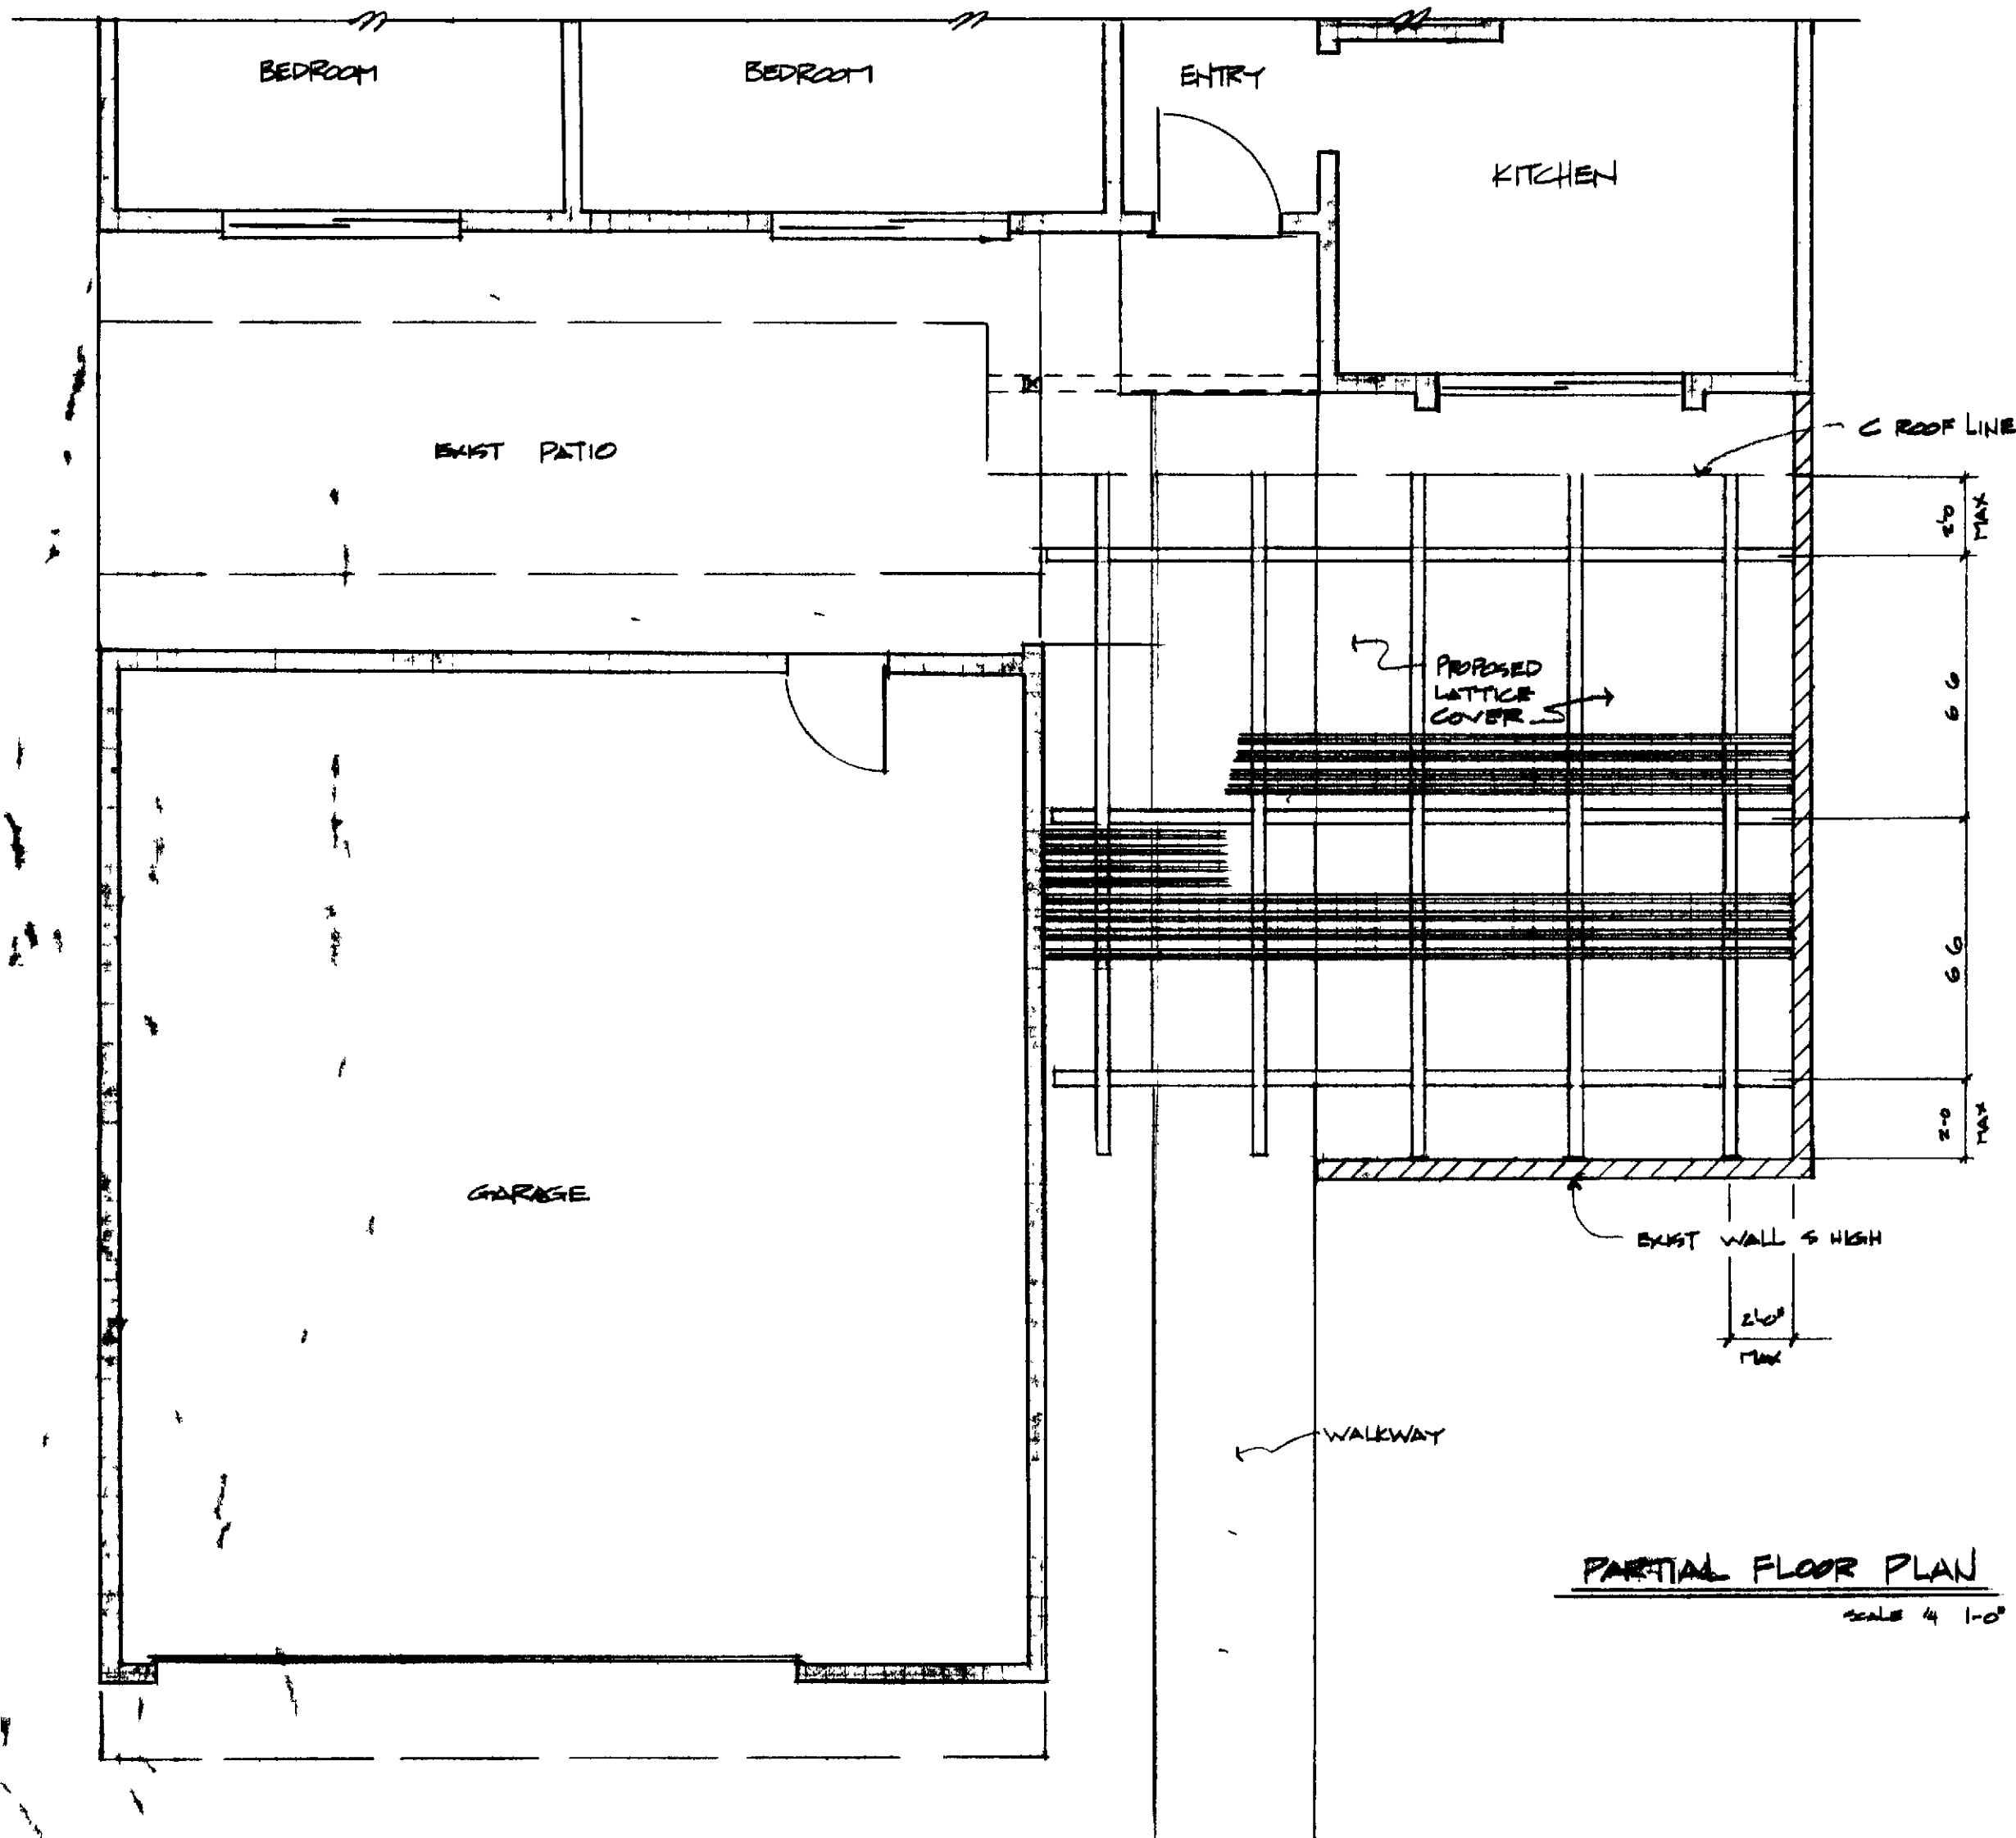 BEDROOM
BEDROOM
ENTRY
KITCHEN
C ROOF LINE
EXIST PATIO
2'-0
MAX
PROPOSED
LATTICE
COVER
6 6
6 6
2-0
MAX
GARAGE
EXIST WALL 5 HIGH
2'-0"
MAX
WALKWAY
PARTIAL FLOOR PLAN
SCALE 1/4 1-0"